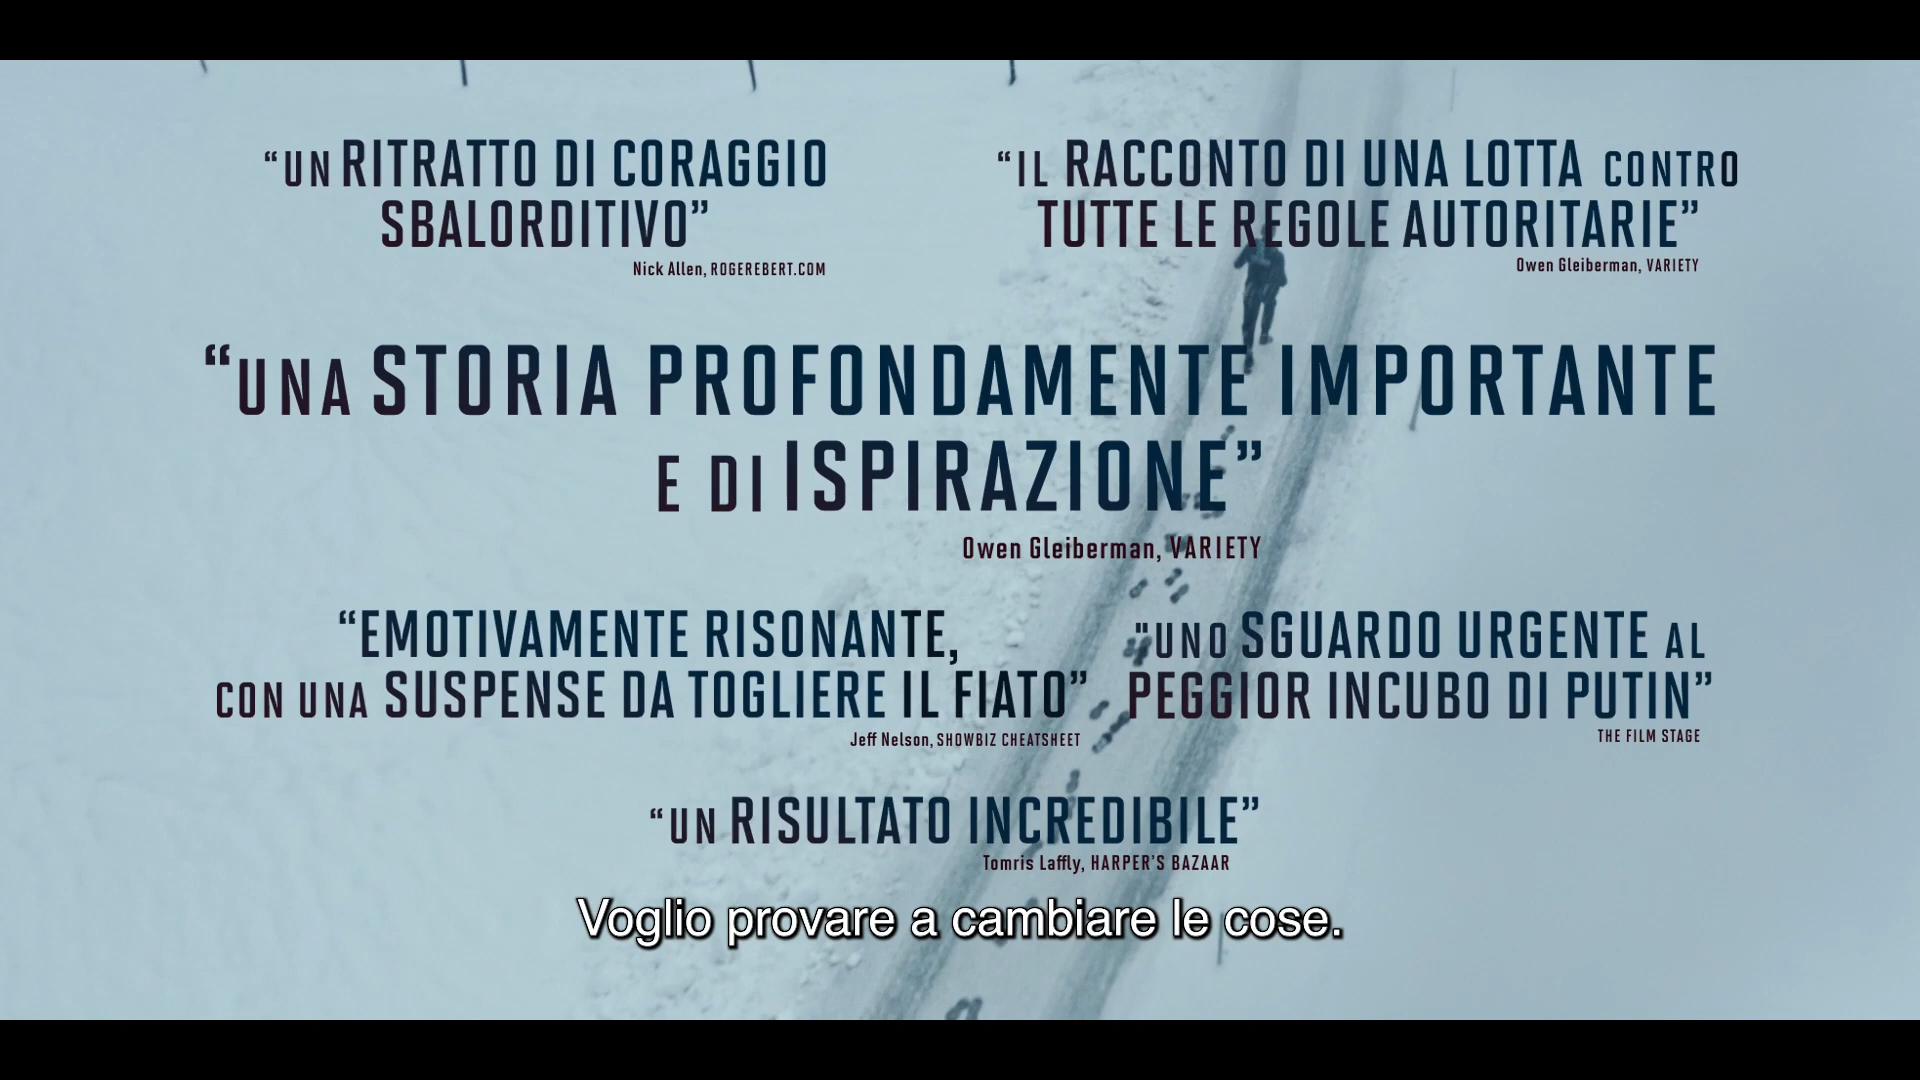 “UN RITRATTO DI CORAGGIO
SBALORDITIVO”
Nick Allen, ROGEREBERT.COM
“IL RACCONTO DI UNA LOTTA CONTRO
TUTTE LE REGOLE AUTORITARIE”
Owen Gleiberman, VARIETY
“UNA STORIA PROFONDAMENTE IMPORTANTE
E DI ISPIRAZIONE”
Owen Gleiberman, VARIETY
“EMOTIVAMENTE RISONANTE,
CON UNA SUSPENSE DA TOGLIERE IL FIATO”
Jeff Nelson, SHOWBIZ CHEATSHEET
"UNO SGUARDO URGENTE AL
PEGGIOR INCUBO DI PUTIN”
THE FILM STAGE
“UN RISULTATO INCREDIBILE”
Tomris Laffly, HARPER'S BAZAAR
Voglio provare a cambiare le cose.